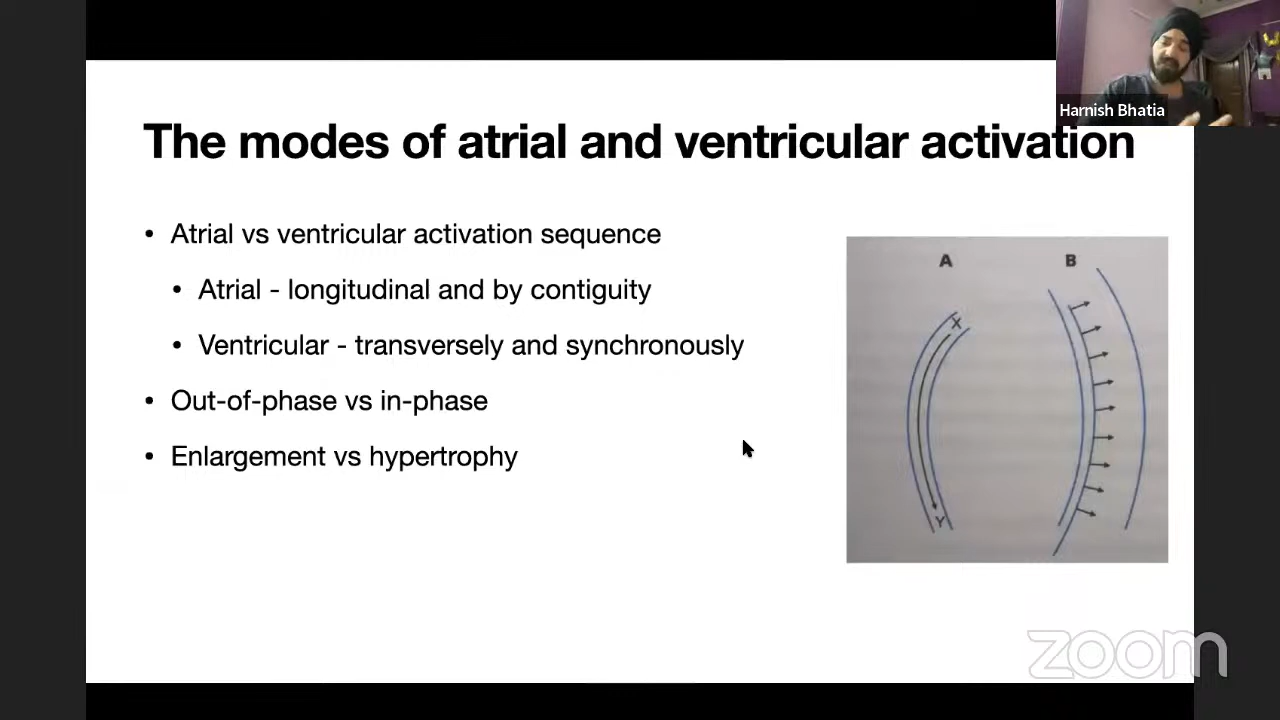 Harnish Bhatia
The modes of atrial and ventricular activation
• Atrial vs ventricular activation sequence
• Atrial - longitudinal and by contiguity
• Ventricular - transversely and synchronously
• Out-of-phase vs in-phase
• Enlargement vs hypertrophy
A B
X
Y
zoom